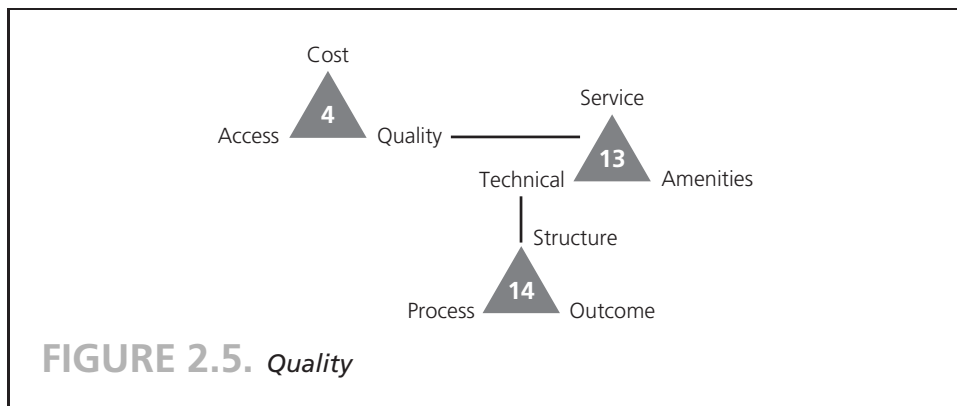 Cost
4
Access
Quality
Service
13
Technical
Amenities
Structure
14
Process
Outcome
FIGURE 2.5. Quality